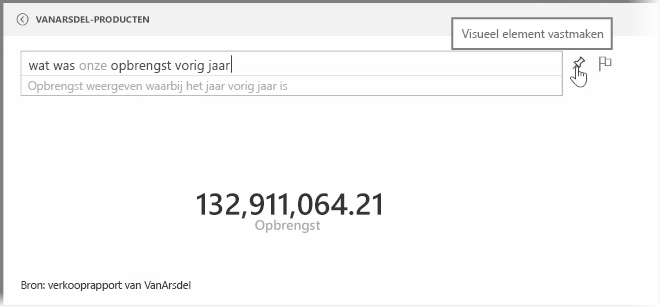 VANARSDEL-PRODUCTEN
Visueel element vastmaken
wat was onze opbrengst vorig jaar
Opbrengst weergeven waarbij het jaar vorig jaar is
132,911,064.21
Opbrengst
Bron: verkooprapport van VanArsdel